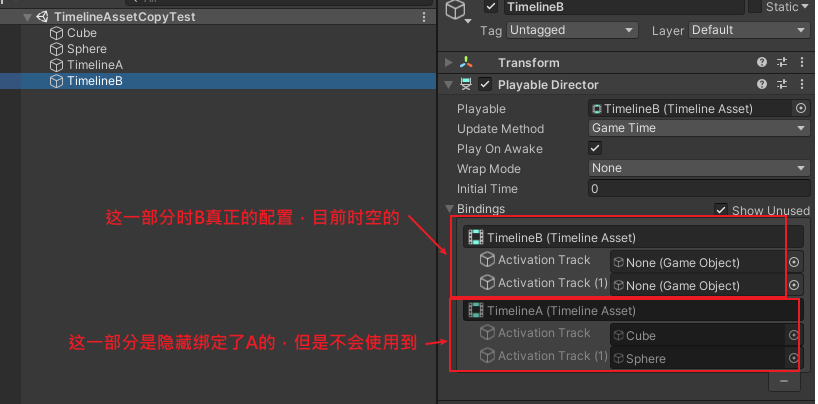 TimelineAssetCopyTest
Cube
Sphere
TimelineA
TimelineB
TimelineB
Static
Tag Untagged Layer Default
Transform
Playable Director
Playable TimelineB (Timeline Asset)
Update Method Game Time
Play On Awake
Wrap Mode None
Initial Time 0
Bindings Show Unused
这一部分时B真正的配置，目前时空的
TimelineB (Timeline Asset)
Activation Track None (Game Object)
Activation Track (1) None (Game Object)
TimelineA (Timeline Asset)
这一部分是隐藏绑定了A的，但是不会使用到
Activation Track Cube
Activation Track (1) Sphere